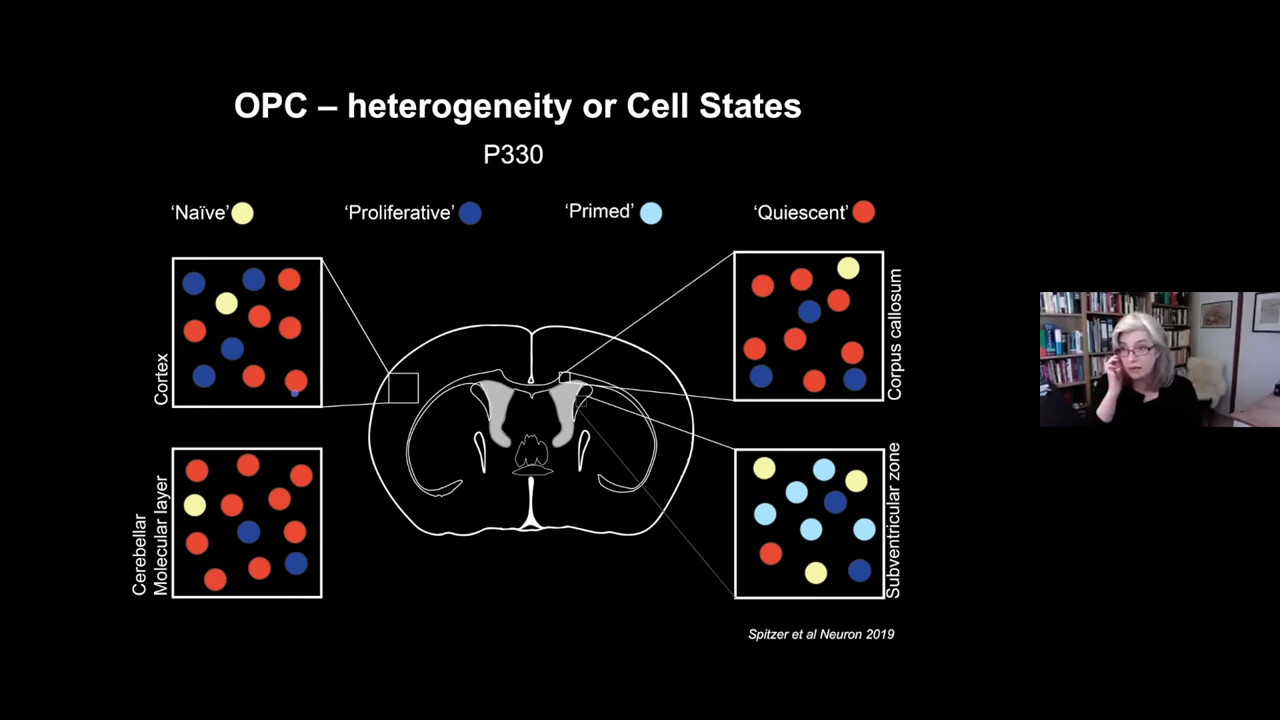 OPC – heterogeneity or Cell States
P330
‘Naïve’
‘Proliferative’
‘Primed’
‘Quiescent’
Cortex
Corpus callosum
Cerebellar
Molecular layer
Subventricular zone
Spitzer et al Neuron 2019